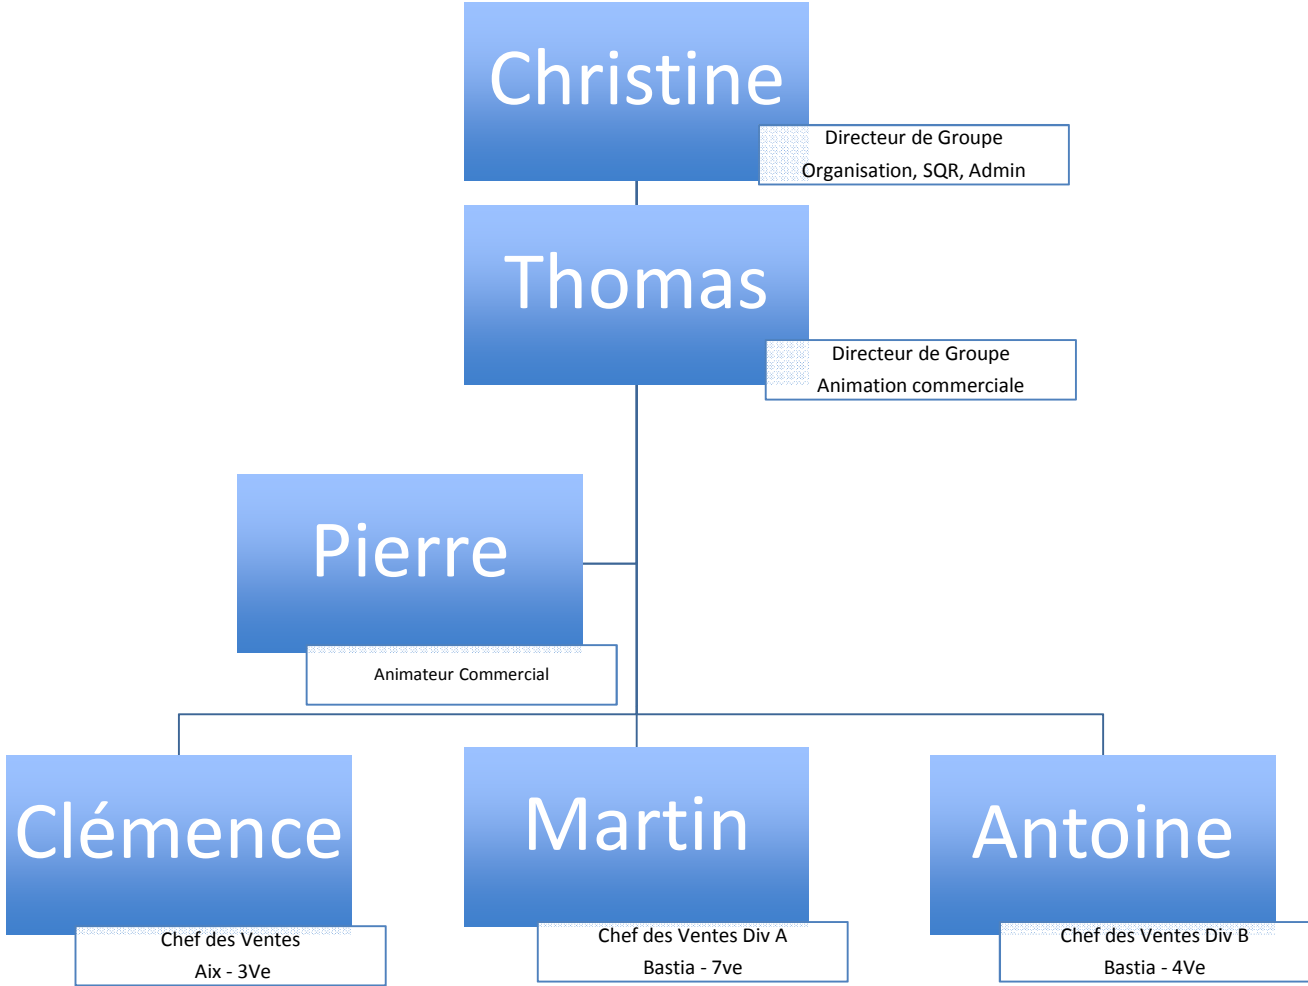 Christine
Directeur de Groupe
Organisation, SQR, Admin
Thomas
Directeur de Groupe
Animation commerciale
Pierre
Animateur Commercial
Clémence
Chef des Ventes
Aix - 3Ve
Martin
Chef des Ventes Div A
Bastia - 7ve
Antoine
Chef des Ventes Div B
Bastia - 4Ve